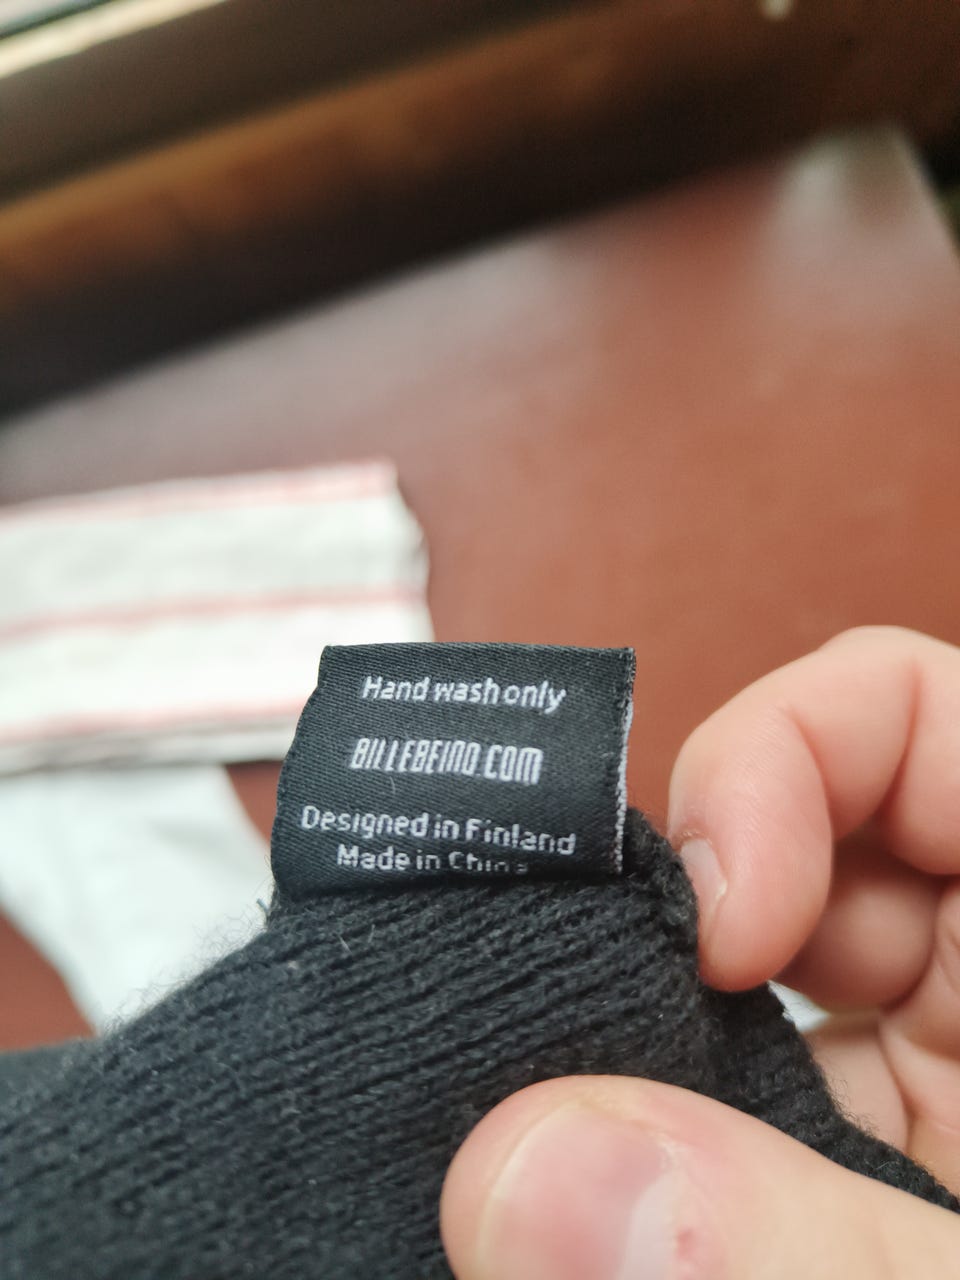 Hand wash only
BILLEBEINO.COM
Designed in Finland
Made in China